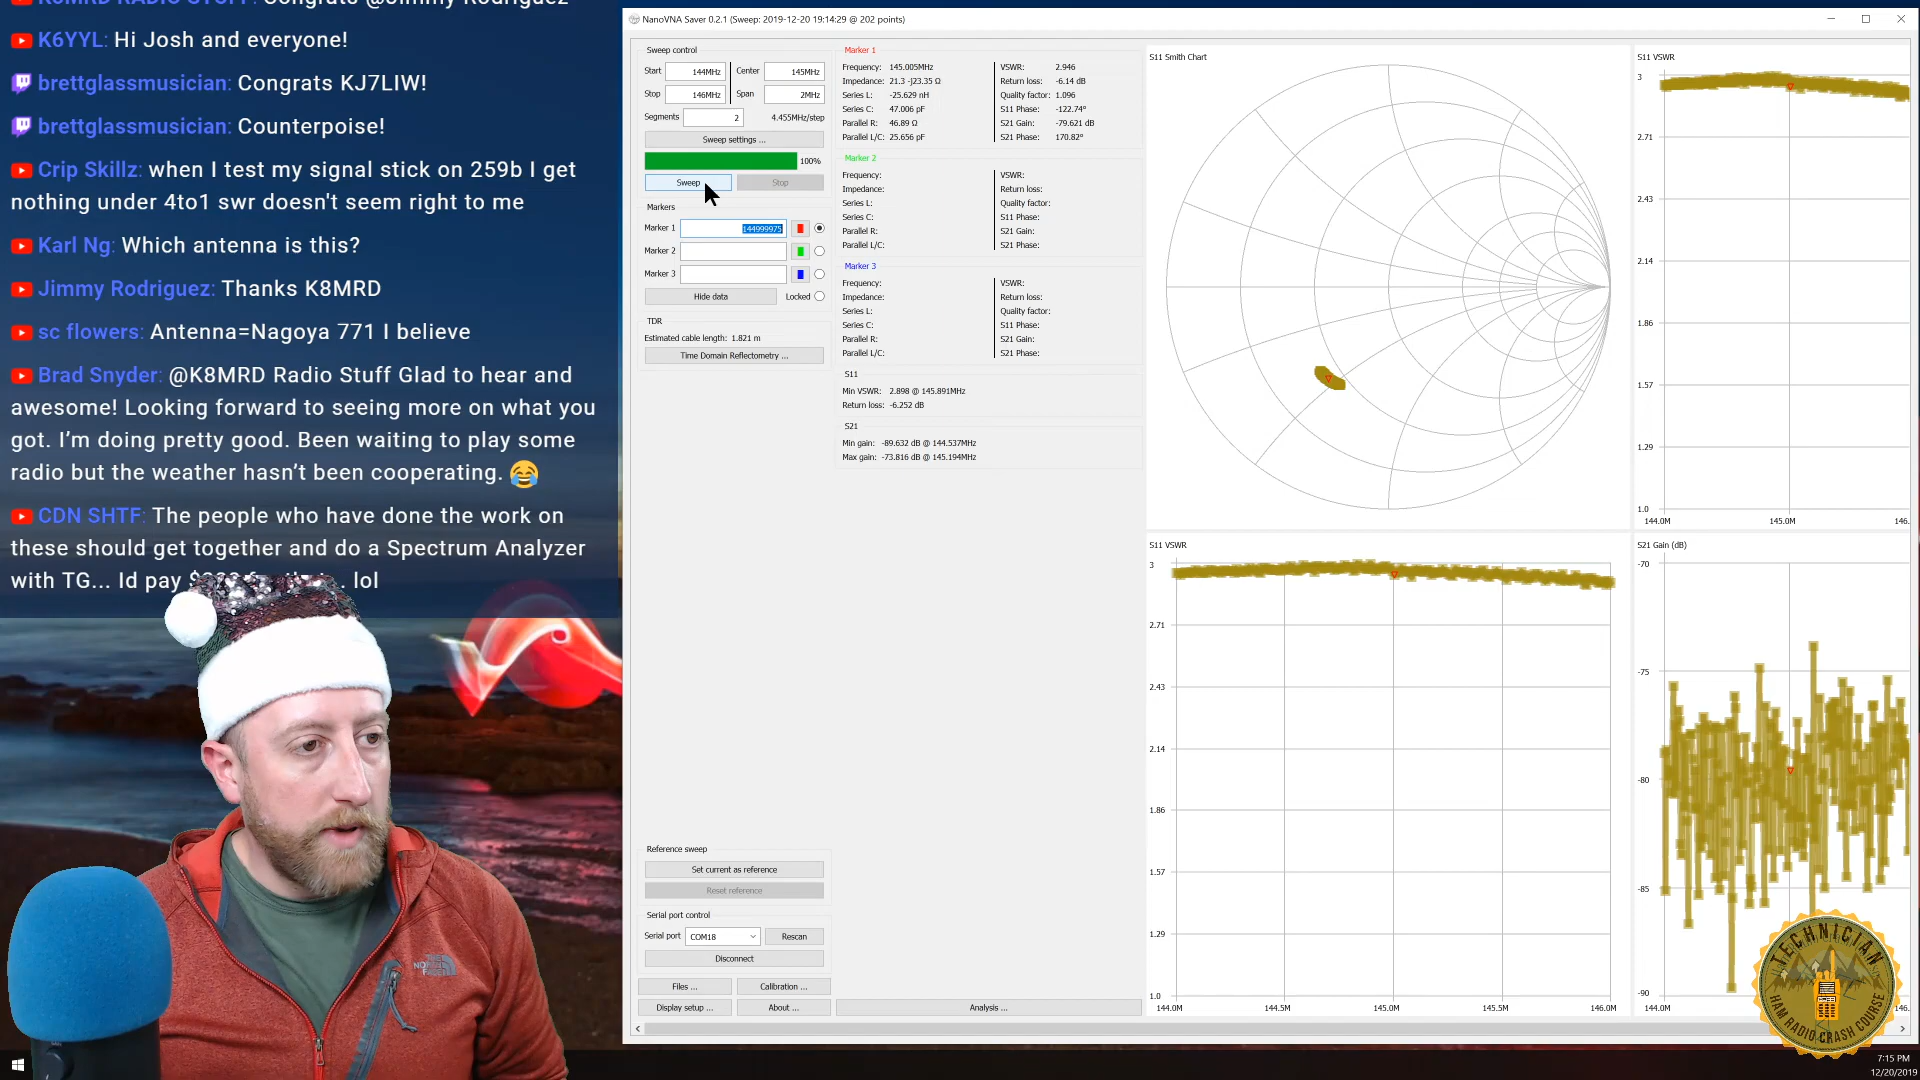 K8MRD RADIO STUFF: Congrats @Jimmy Rodriguez
K6YYL: Hi Josh and everyone!
brettglassmusician: Congrats KJ7LIW!
brettglassmusician: Counterpoise!
Crip Skillz: when I test my signal stick on 259b I get
nothing under 4to1 swr doesn't seem right to me
Karl Ng: Which antenna is this?
Jimmy Rodriguez: Thanks K8MRD
sc flowers: Antenna=Nagoya 771 I believe
Brad Snyder: @K8MRD Radio Stuff Glad to hear and
awesome! Looking forward to seeing more on what you
got. I'm doing pretty good. Been waiting to play some
radio but the weather hasn't been cooperating. 😂
CDN SHTF: The people who have done the work on
these should get together and do a Spectrum Analyzer
with TG... Id pay lol
NanoVNA Saver 0.2.1 (Sweep: 2019-12-20 19:14:29 @ 202 points)
Sweep control
Start 144MHz Center 145MHz
Stop 146MHz Span 2MHz
Segments 2 4.455MHz/step
Sweep settings ...
100%
Sweep Stop
Markers
Marker 1 144999975
Marker 2
Marker 3
Hide data Locked
TDR
Estimated cable length: 1.821 m
Time Domain Reflectometry ...
Reference sweep
Set current as reference
Reset reference
Serial port control
Serial port COM18 Rescan
Disconnect
Files ... Calibration ...
Display setup ... About ...
Marker 1
Frequency: 145.005MHz VSWR: 2.946
Impedance: 21.3 -j23.35 Ω Return loss: -6.14 dB
Series L: -25.629 nH Quality factor: 1.096
Series C: 47.006 pF S11 Phase: -122.74°
Parallel R: 46.89 Ω S21 Gain: -79.621 dB
Parallel L/C: 25.656 pF S21 Phase: 170.82°
Marker 2
Frequency: VSWR:
Impedance: Return loss:
Series L: Quality factor:
Series C: S11 Phase:
Parallel R: S21 Gain:
Parallel L/C: S21 Phase:
Marker 3
Frequency: VSWR:
Impedance: Return loss:
Series L: Quality factor:
Series C: S11 Phase:
Parallel R: S21 Gain:
Parallel L/C: S21 Phase:
S11
Min VSWR: 2.898 @ 145.891MHz
Return loss: -6.252 dB
S21
Min gain: -89.632 dB @ 144.537MHz
Max gain: -73.816 dB @ 145.194MHz
Analysis ...
S11 Smith Chart
S11 VSWR
3
2.71
2.43
2.14
1.86
1.57
1.29
1.0
144.0M 145.0M 146.
S11 VSWR
3
2.71
2.43
2.14
1.86
1.57
1.29
1.0
144.0M 144.5M 145.0M 145.5M 146.0M
S21 Gain (dB)
-70
-75
-80
-85
-90
144.0M 145.0M 146.
THE NORTH FACE
TECHNICIAN
HAM RADIO CRASH COURSE
7:15 PM
12/20/2019